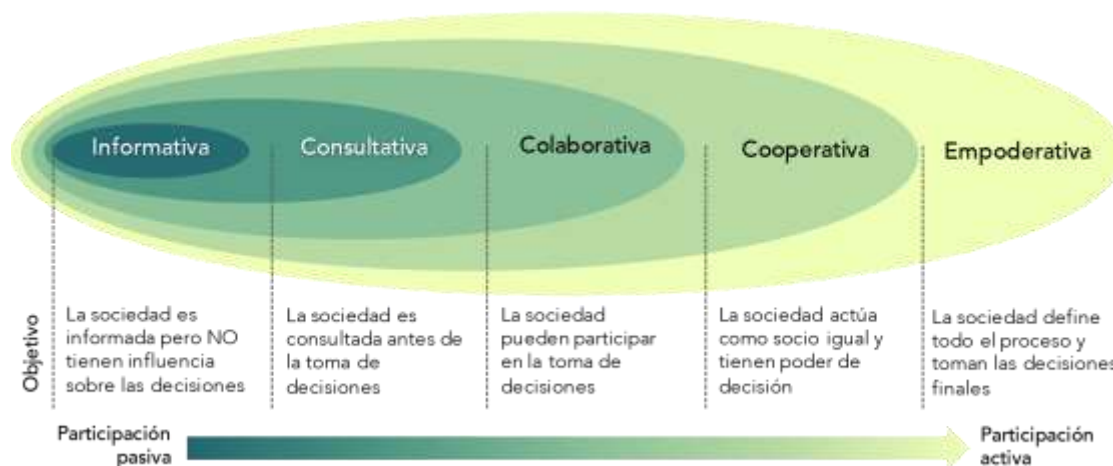 Informativa
Consultativa
Colaborativa
Cooperativa
Empoderativa
Objetivo
La sociedad es
informada pero NO
tienen influencia
sobre las decisiones
La sociedad es
consultada antes de
la toma de
decisiones
La sociedad
pueden participar
en la toma de
decisiones
La sociedad actúa
como socio igual y
tienen poder de
decisión
La sociedad define
todo el proceso y
toman las decisiones
finales
Participación
pasiva
Participación
activa